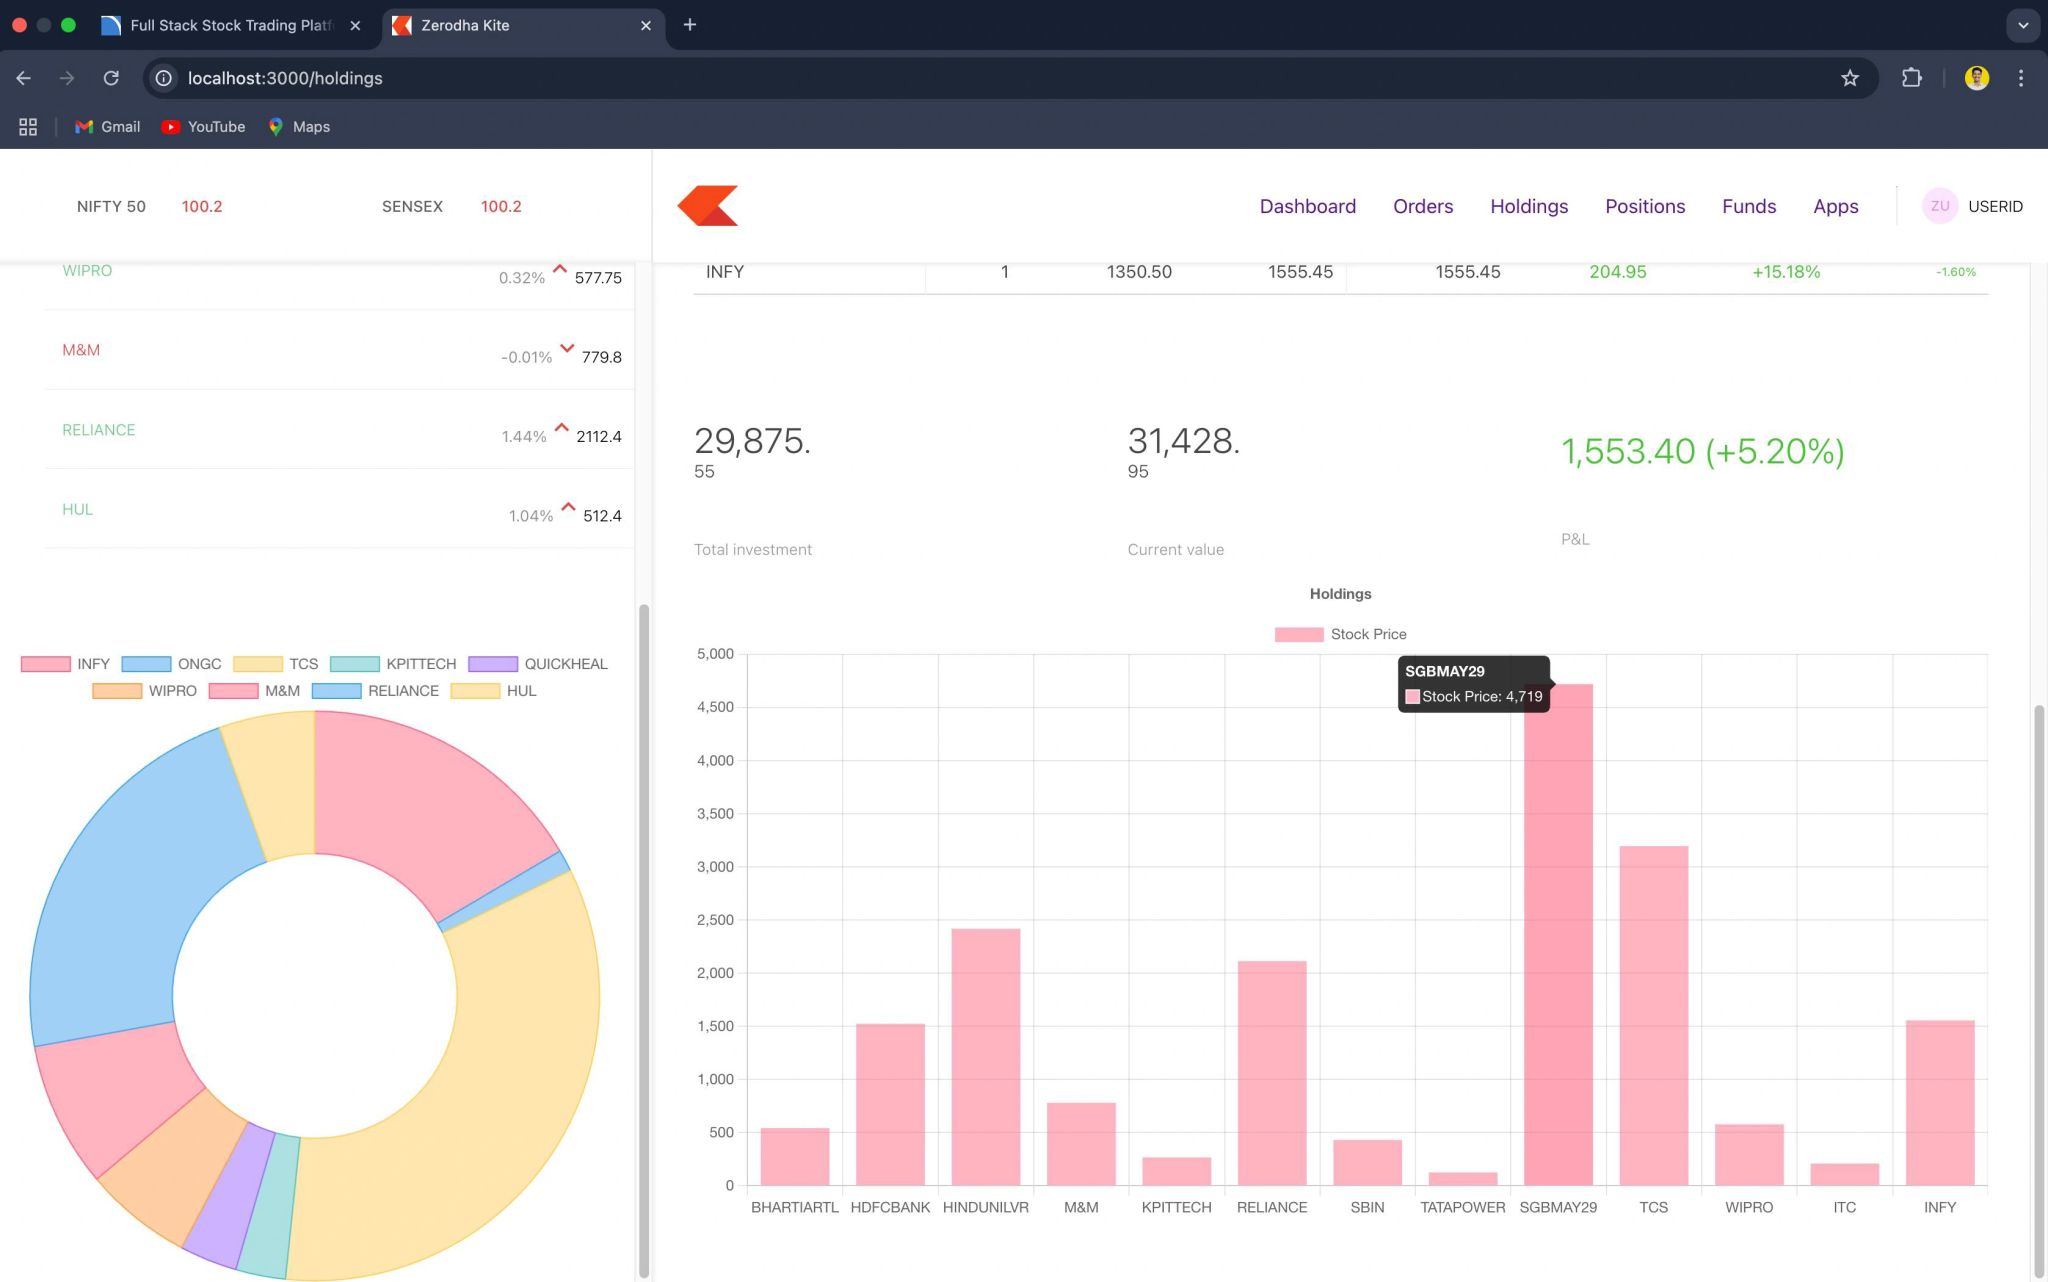 Full Stack Stock Trading Platf
Zerodha Kite
localhost:3000/holdings
Gmail YouTube Maps
NIFTY 50 100.2 SENSEX 100.2
Dashboard Orders Holdings Positions Funds Apps ZU USERID
WIPRO 0.32% 577.75
M&M -0.01% 779.8
RELIANCE 1.44% 2112.4
HUL 1.04% 512.4
INFY ONGC TCS KPITTECH QUICKHEAL
WIPRO M&M RELIANCE HUL
INFY 1 1350.50 1555.45 1555.45 204.95 +15.18% -1.60%
29,875.
55
Total investment
31,428.
95
Current value
1,553.40 (+5.20%)
P&L
Holdings
Stock Price
SGBMAY29
Stock Price: 4,719
5,000
4,500
4,000
3,500
3,000
2,500
2,000
1,500
1,000
500
0
BHARTIARTL HDFCBANK HINDUNILVR M&M KPITTECH RELIANCE SBIN TATAPOWER SGBMAY29 TCS WIPRO ITC INFY